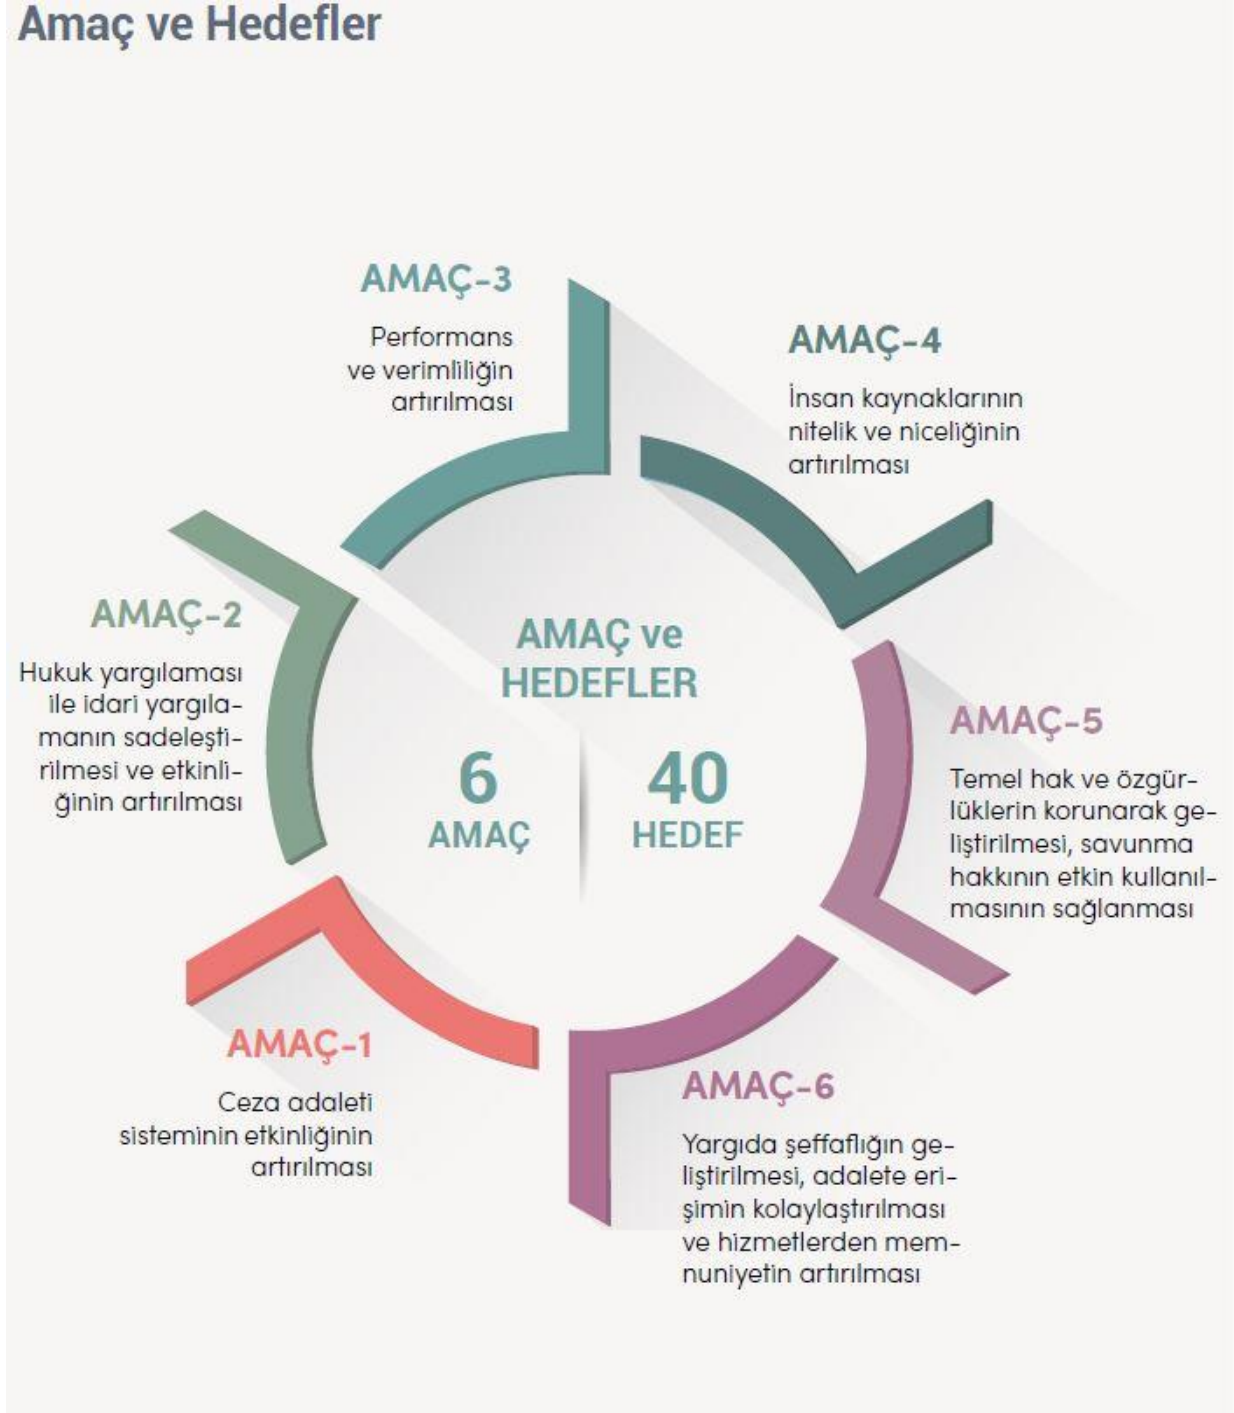 Amaç ve Hedefler
AMAÇ-3
Performans
ve verimliliğin
artırılması
AMAÇ-4
İnsan kaynaklarının
nitelik ve niceliğinin
artırılması
AMAÇ-2
Hukuk yargılaması
ile idari yargıla-
manın sadeleşti-
rilmesi ve etkinli-
ğinin artırılması
AMAÇ ve
HEDEFLER
6
AMAÇ
40
HEDEF
AMAÇ-5
Temel hak ve özgür-
lüklerin korunarak ge-
liştirilmesi, savunma
hakkının etkin kullanıl-
masının sağlanması
AMAÇ-1
Ceza adaleti
sisteminin etkinliğinin
artırılması
AMAÇ-6
Yargıda şeffaflığın ge-
liştirilmesi, adalete eri-
şimin kolaylaştırılması
ve hizmetlerden mem-
nuniyetin artırılması